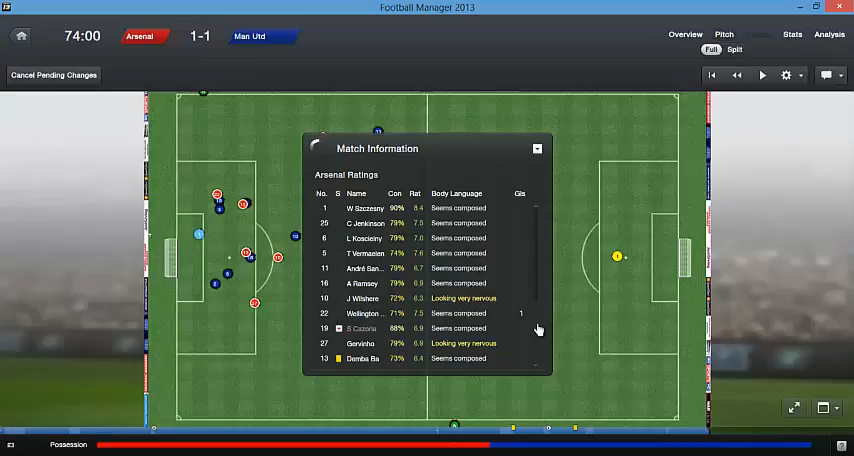 Football Manager 2013
74:00 Arsenal 1-1 Man Utd
Overview Pitch Stats Analysis
Full Split
Cancel Pending Changes
Match Information
Arsenal Ratings
No. S Name Con Rat Body Language Gls
1 W Szczesny 90% 8.4 Seems composed
25 C Jenkinson 79% 7.5 Seems composed
6 L Koscielny 79% 7.0 Seems composed
5 T Vermaelen 74% 7.6 Seems composed
11 André San... 79% 6.7 Seems composed
16 A Ramsey 79% 6.9 Seems composed
10 J Wilshere 72% 6.3 Looking very nervous
22 Wellington ... 71% 7.5 Seems composed 1
19 S Cazorla 88% 6.9 Seems composed
27 Gervinho 79% 6.9 Looking very nervous
13 Demba Ba 73% 6.4 Seems composed
Possession